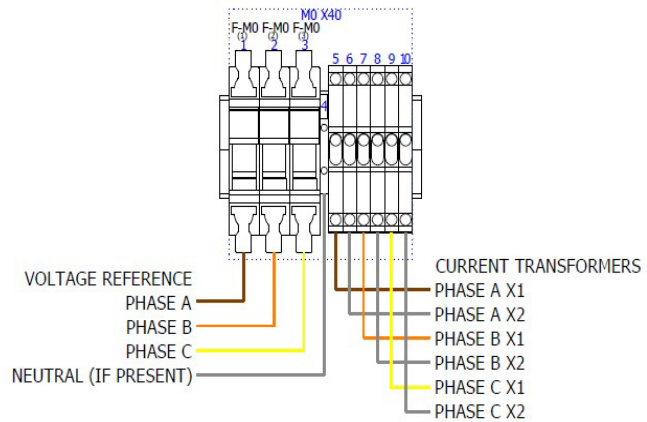 M0 X40
F-M0 F-M0 F-M0
(1) (2) (3)
1 2 3 5 6 7 8 9 10
4
VOLTAGE REFERENCE
PHASE A
PHASE B
PHASE C
NEUTRAL (IF PRESENT)
CURRENT TRANSFORMERS
PHASE A X1
PHASE A X2
PHASE B X1
PHASE B X2
PHASE C X1
PHASE C X2